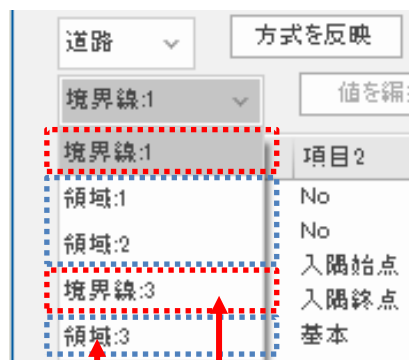 道路
方式を反映
境界線:1
値を編
境界線:1
項目2
領域:1
No
領域:2
No
入隅始点
境界線:3
入隅終点
領域:3
基本